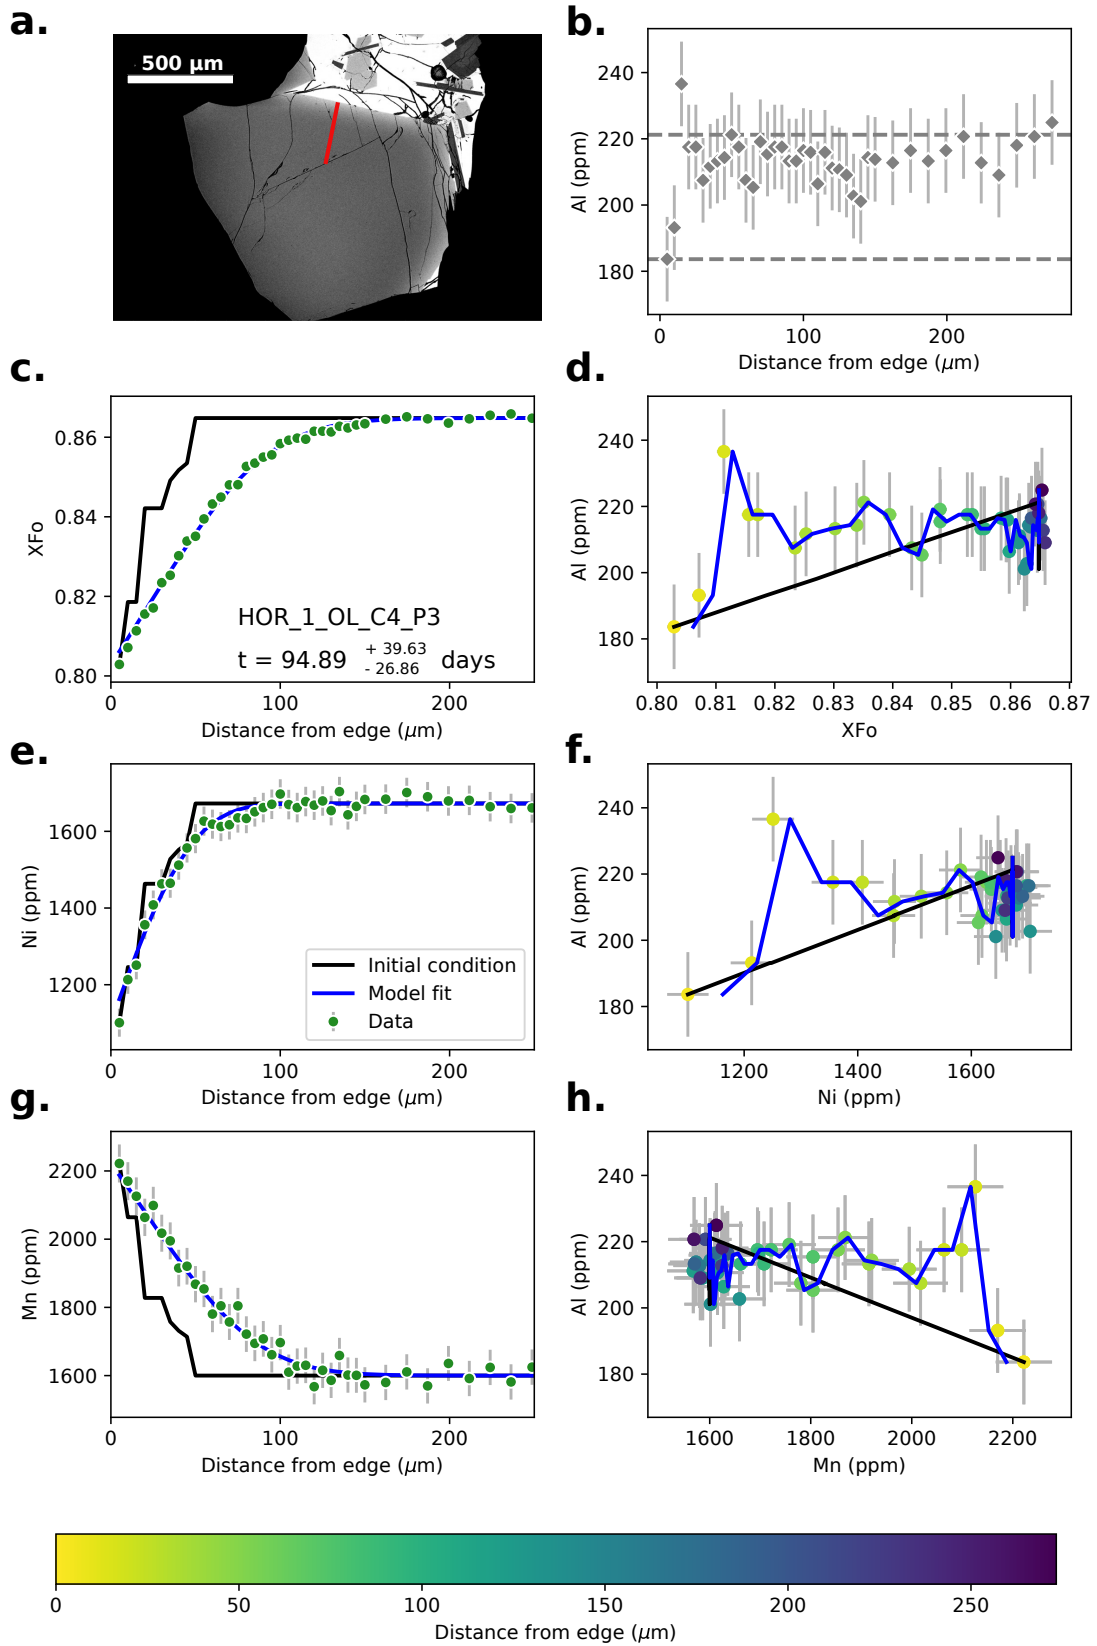 a.
500 μm
b.
240
220
200
180
Al (ppm)
0
100
200
Distance from edge (μm)
c.
0.86
0.84
0.82
0.80
XFo
HOR_1_OL_C4_P3
t = 94.89 + 39.63 - 26.86 days
0
100
200
Distance from edge (μm)
d.
240
220
200
180
Al (ppm)
0.80
0.81
0.82
0.83
0.84
0.85
0.86
0.87
XFo
e.
1600
1400
1200
Ni (ppm)
Initial condition
Model fit
Data
0
100
200
Distance from edge (μm)
f.
240
220
200
180
Al (ppm)
1200
1400
1600
Ni (ppm)
g.
2200
2000
1800
1600
Mn (ppm)
0
100
200
Distance from edge (μm)
h.
240
220
200
180
Al (ppm)
1600
1800
2000
2200
Mn (ppm)
0
50
100
150
200
250
Distance from edge (μm)